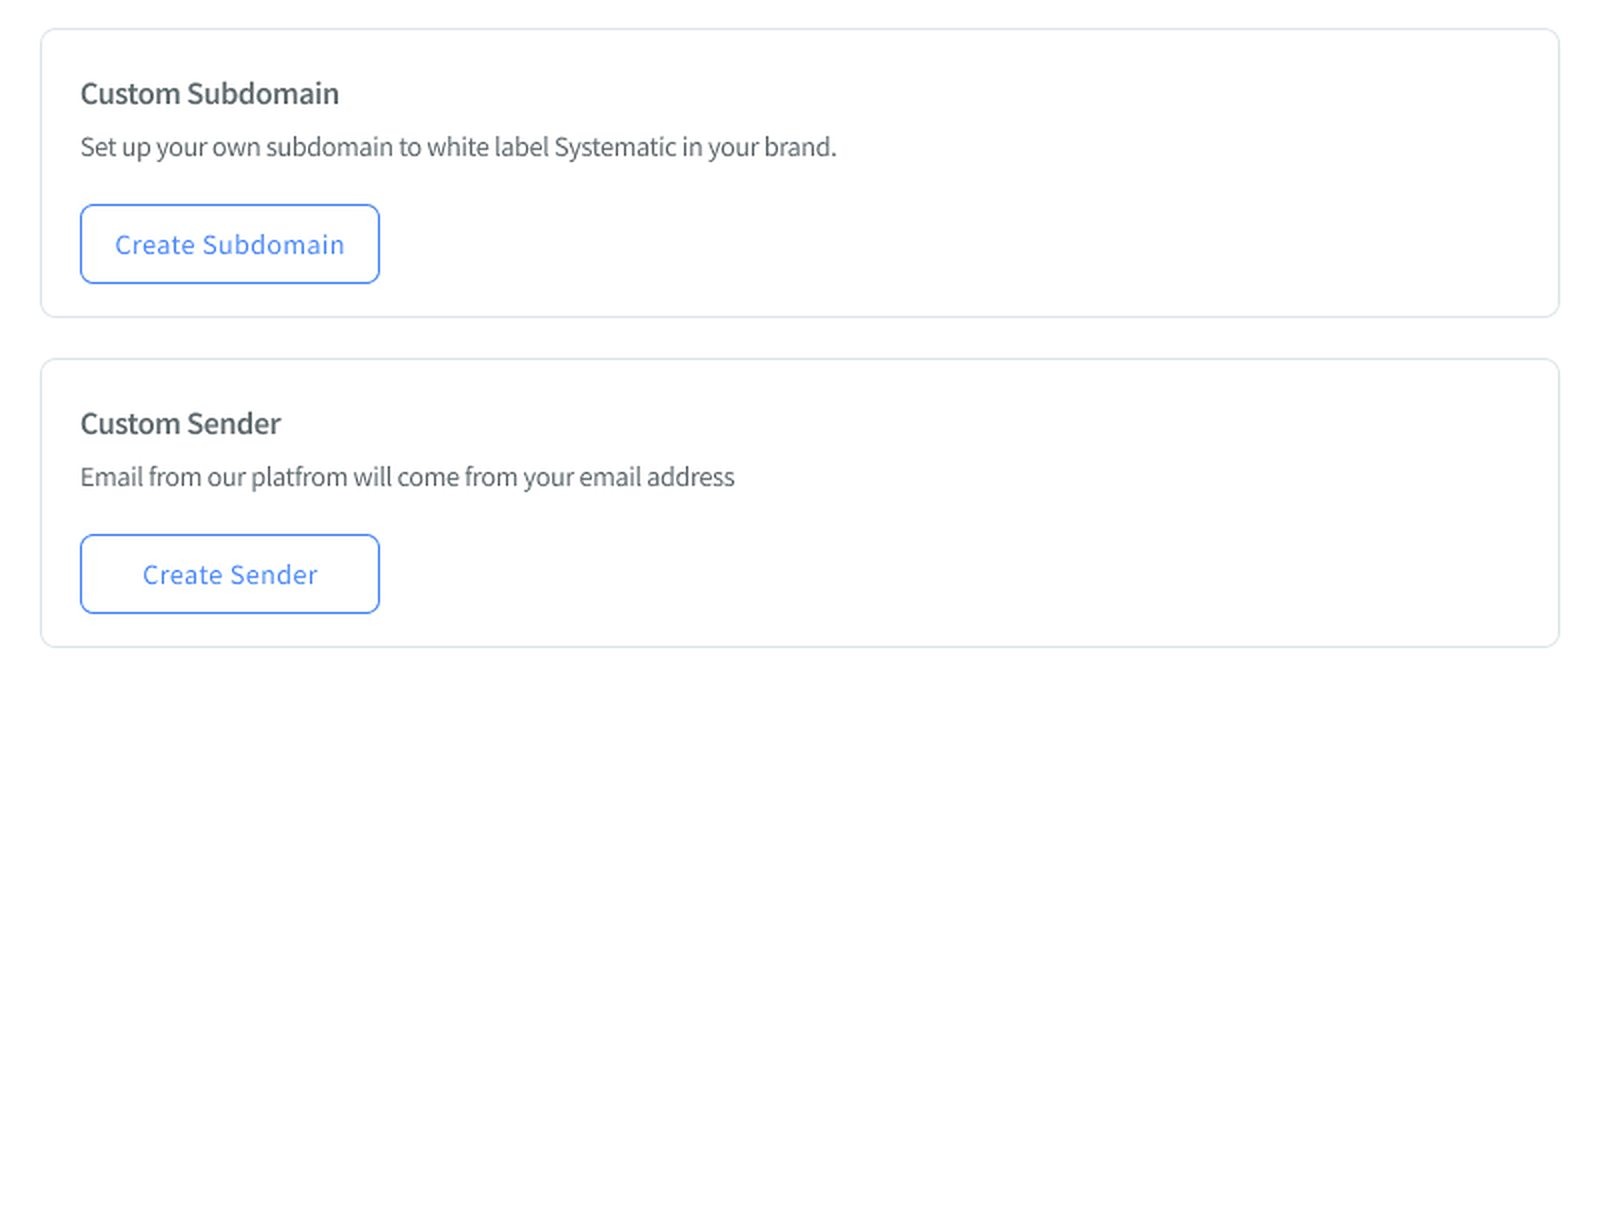 Custom Subdomain
Set up your own subdomain to white label Systematic in your brand.
Create Subdomain
Custom Sender
Email from our platfrom will come from your email address
Create Sender